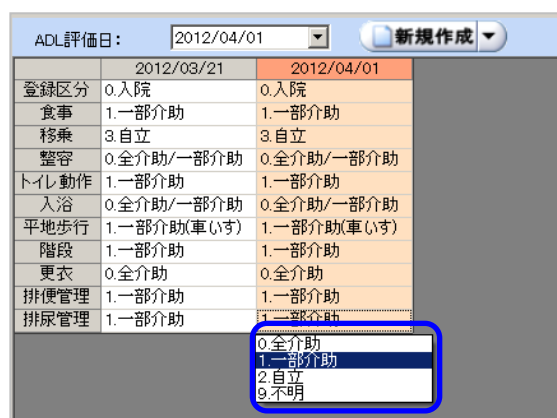 ADL評価日： 2012/04/01 新規作成
2012/03/21 2012/04/01
登録区分 0.入院 0.入院
食事 1.一部介助 1.一部介助
移乗 3.自立 3.自立
整容 0.全介助/一部介助 0.全介助/一部介助
トイレ動作 1.一部介助 1.一部介助
入浴 0.全介助/一部介助 0.全介助/一部介助
平地歩行 1.一部介助(車いす) 1.一部介助(車いす)
階段 1.一部介助 1.一部介助
更衣 0.全介助 0.全介助
排便管理 1.一部介助 1.一部介助
排尿管理 1.一部介助 1.一部介助
0.全介助
1.一部介助
2.自立
9.不明